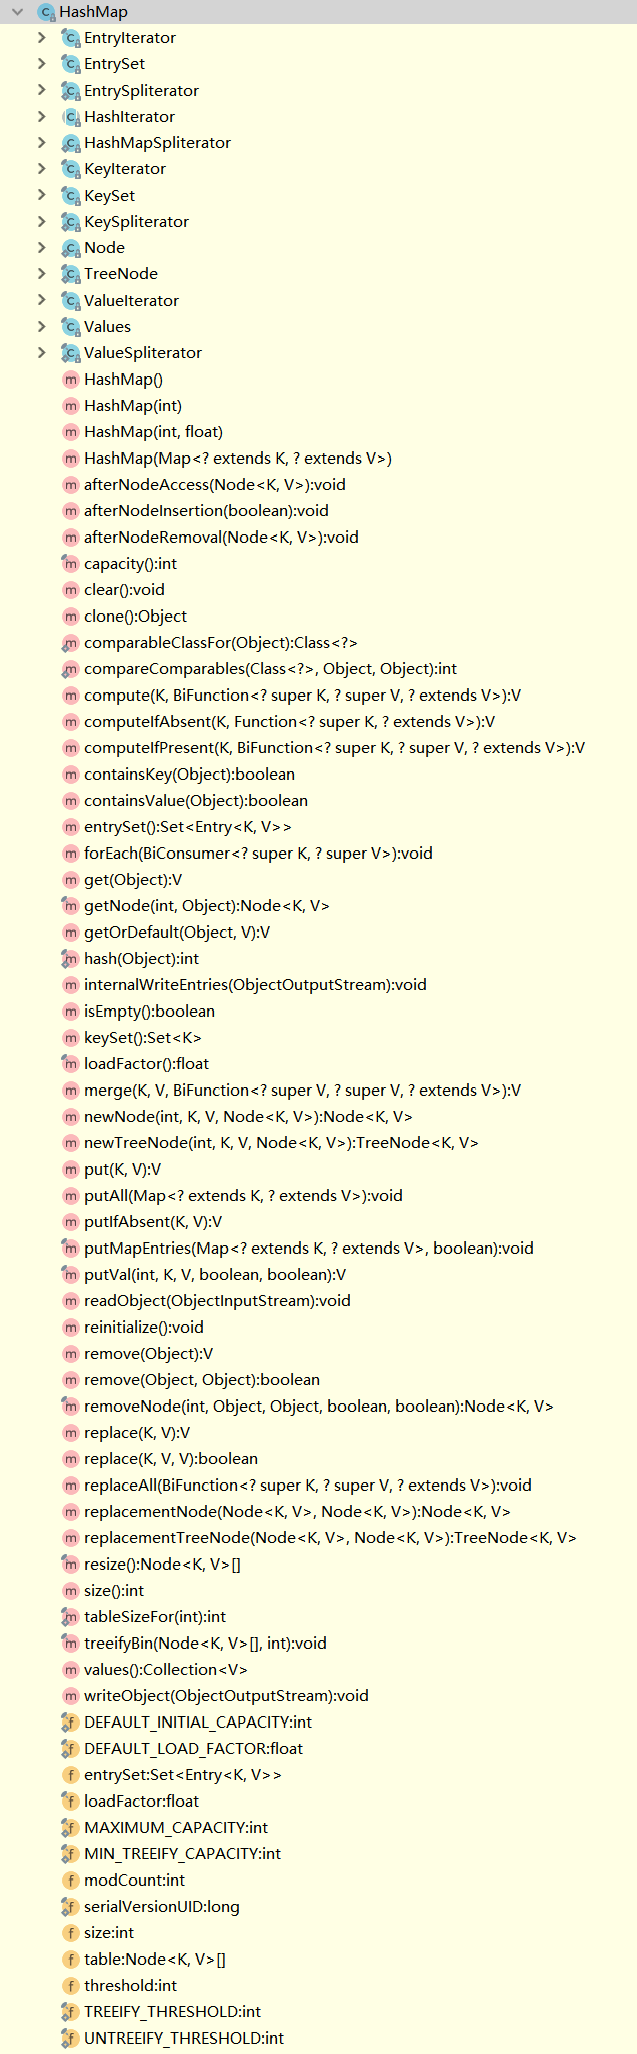 HashMap
EntryIterator
EntrySet
EntrySpliterator
HashIterator
HashMapSpliterator
KeyIterator
KeySet
KeySpliterator
Node
TreeNode
ValueIterator
Values
ValueSpliterator
HashMap()
HashMap(int)
HashMap(int, float)
HashMap(Map<? extends K, ? extends V>)
afterNodeAccess(Node<K, V>):void
afterNodeInsertion(boolean):void
afterNodeRemoval(Node<K, V>):void
capacity():int
clear():void
clone():Object
comparableClassFor(Object):Class<?>
compareComparables(Class<?>, Object, Object):int
compute(K, BiFunction<? super K, ? super V, ? extends V>):V
computeIfAbsent(K, Function<? super K, ? extends V>):V
computeIfPresent(K, BiFunction<? super K, ? super V, ? extends V>):V
containsKey(Object):boolean
containsValue(Object):boolean
entrySet():Set<Entry<K, V>>
forEach(BiConsumer<? super K, ? super V>):void
get(Object):V
getNode(int, Object):Node<K, V>
getOrDefault(Object, V):V
hash(Object):int
internalWriteEntries(ObjectOutputStream):void
isEmpty():boolean
keySet():Set<K>
loadFactor():float
merge(K, V, BiFunction<? super V, ? super V, ? extends V>):V
newNode(int, K, V, Node<K, V>):Node<K, V>
newTreeNode(int, K, V, Node<K, V>):TreeNode<K, V>
put(K, V):V
putAll(Map<? extends K, ? extends V>):void
putIfAbsent(K, V):V
putMapEntries(Map<? extends K, ? extends V>, boolean):void
putVal(int, K, V, boolean, boolean):V
readObject(ObjectInputStream):void
reinitialize():void
remove(Object):V
remove(Object, Object):boolean
removeNode(int, Object, Object, boolean, boolean):Node<K, V>
replace(K, V):V
replace(K, V, V):boolean
replaceAll(BiFunction<? super K, ? super V, ? extends V>):void
replacementNode(Node<K, V>, Node<K, V>):Node<K, V>
replacementTreeNode(Node<K, V>, Node<K, V>):TreeNode<K, V>
resize():Node<K, V>[]
size():int
tableSizeFor(int):int
treeifyBin(Node<K, V>[], int):void
values():Collection<V>
writeObject(ObjectOutputStream):void
DEFAULT_INITIAL_CAPACITY:int
DEFAULT_LOAD_FACTOR:float
entrySet:Set<Entry<K, V>>
loadFactor:float
MAXIMUM_CAPACITY:int
MIN_TREEIFY_CAPACITY:int
modCount:int
serialVersionUID:long
size:int
table:Node<K, V>[]
threshold:int
TREEIFY_THRESHOLD:int
UNTREEIFY_THRESHOLD:int